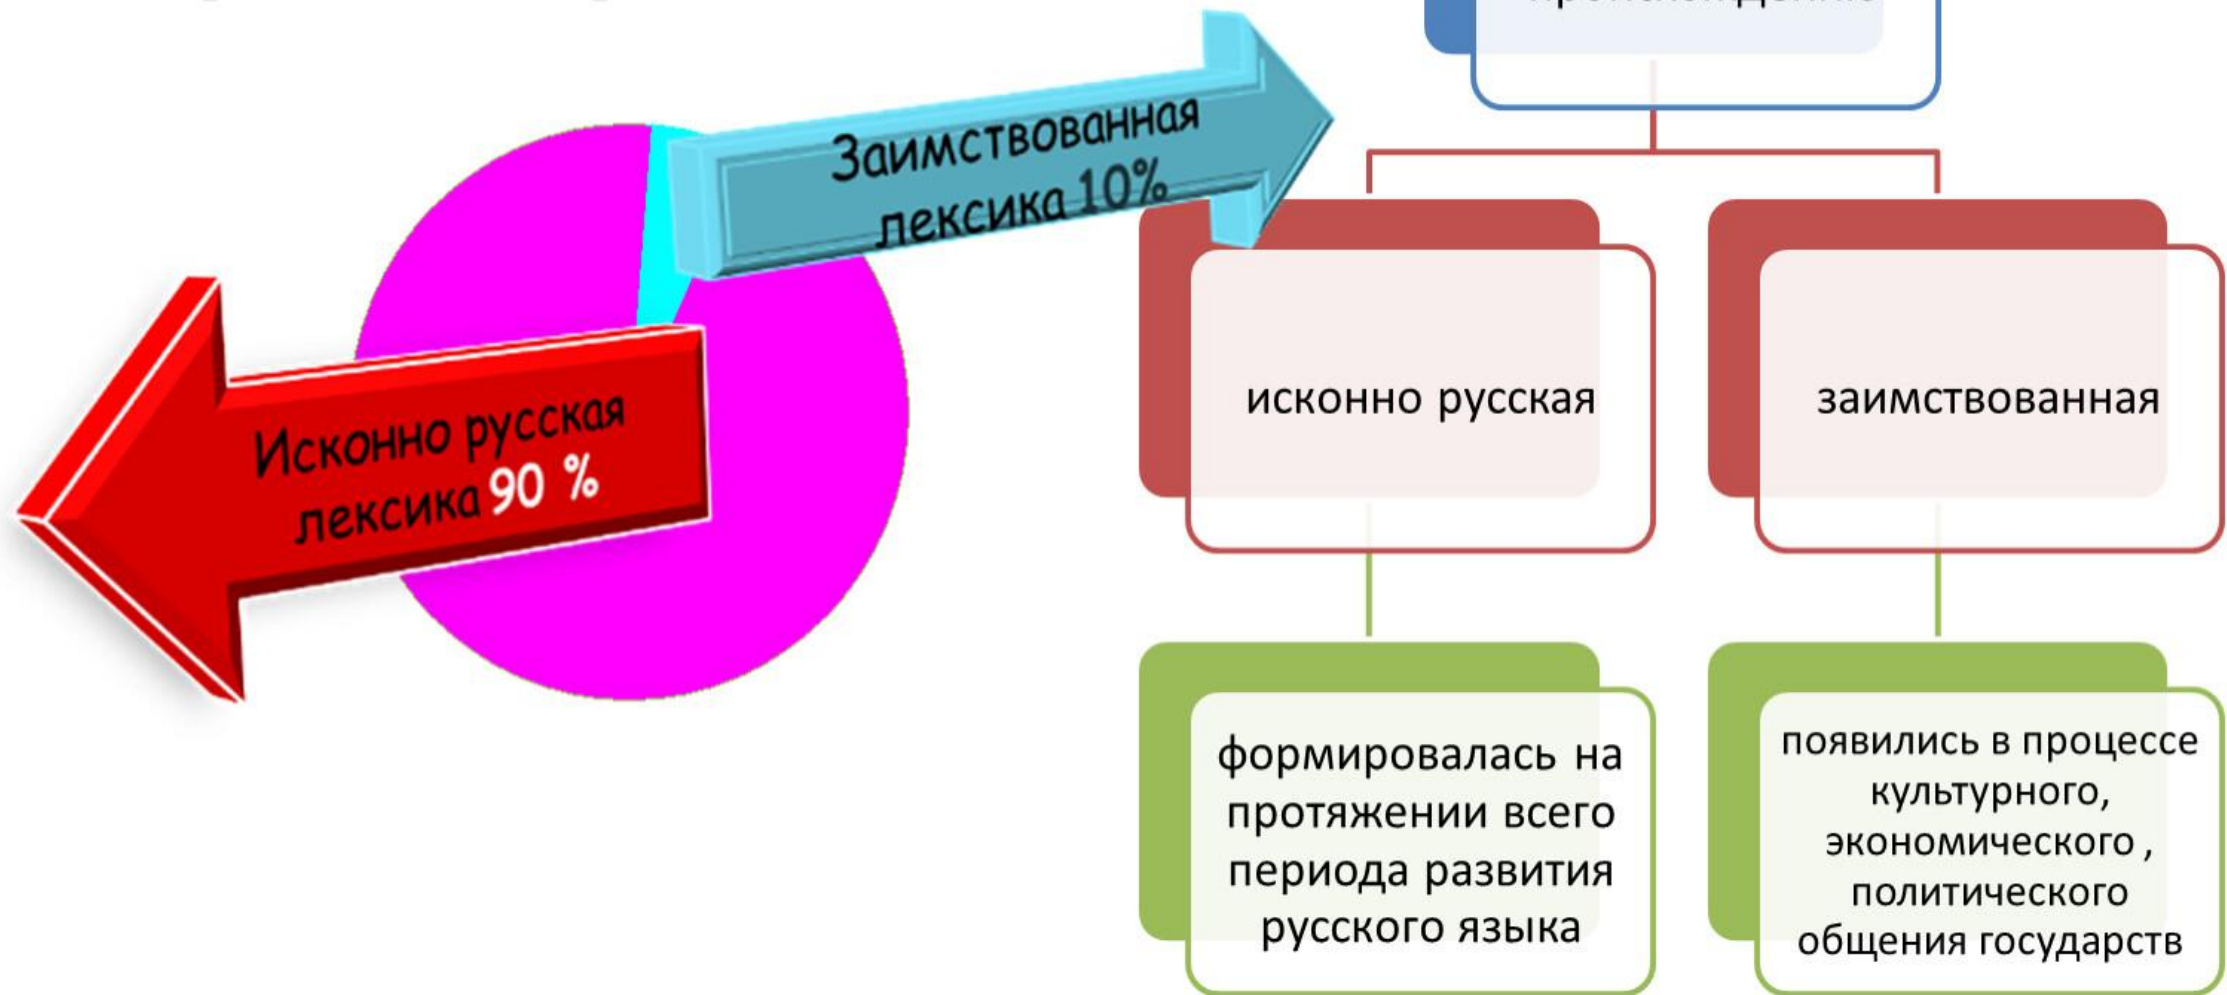 Заимствованная
лексика 10%
Исконно русская
лексика 90 %
исконно русская
заимствованная
формировалась на
протяжении всего
периода развития
русского языка
появились в процессе
культурного,
экономического ,
политического
общения государств